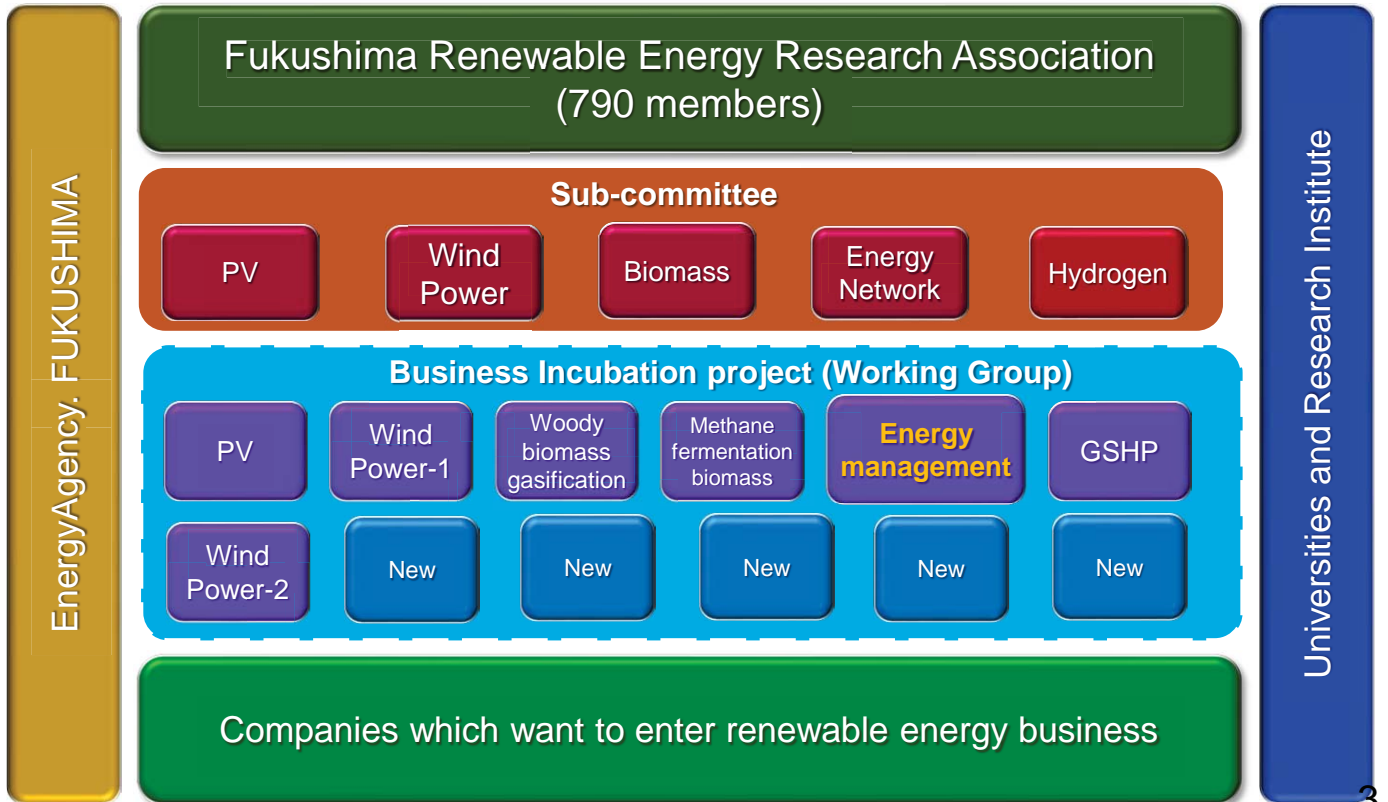 EnergyAgency. FUKUSHIMA
Fukushima Renewable Energy Research Association
(790 members)
Sub-committee
PV
Wind
Power
Biomass
Energy
Network
Hydrogen
Business Incubation project (Working Group)
PV
Wind
Power-1
Woody
biomass
gasification
Methane
fermentation
biomass
Energy
management
GSHP
Wind
Power-2
New
New
New
New
New
Companies which want to enter renewable energy business
Universities and Research Institute
3